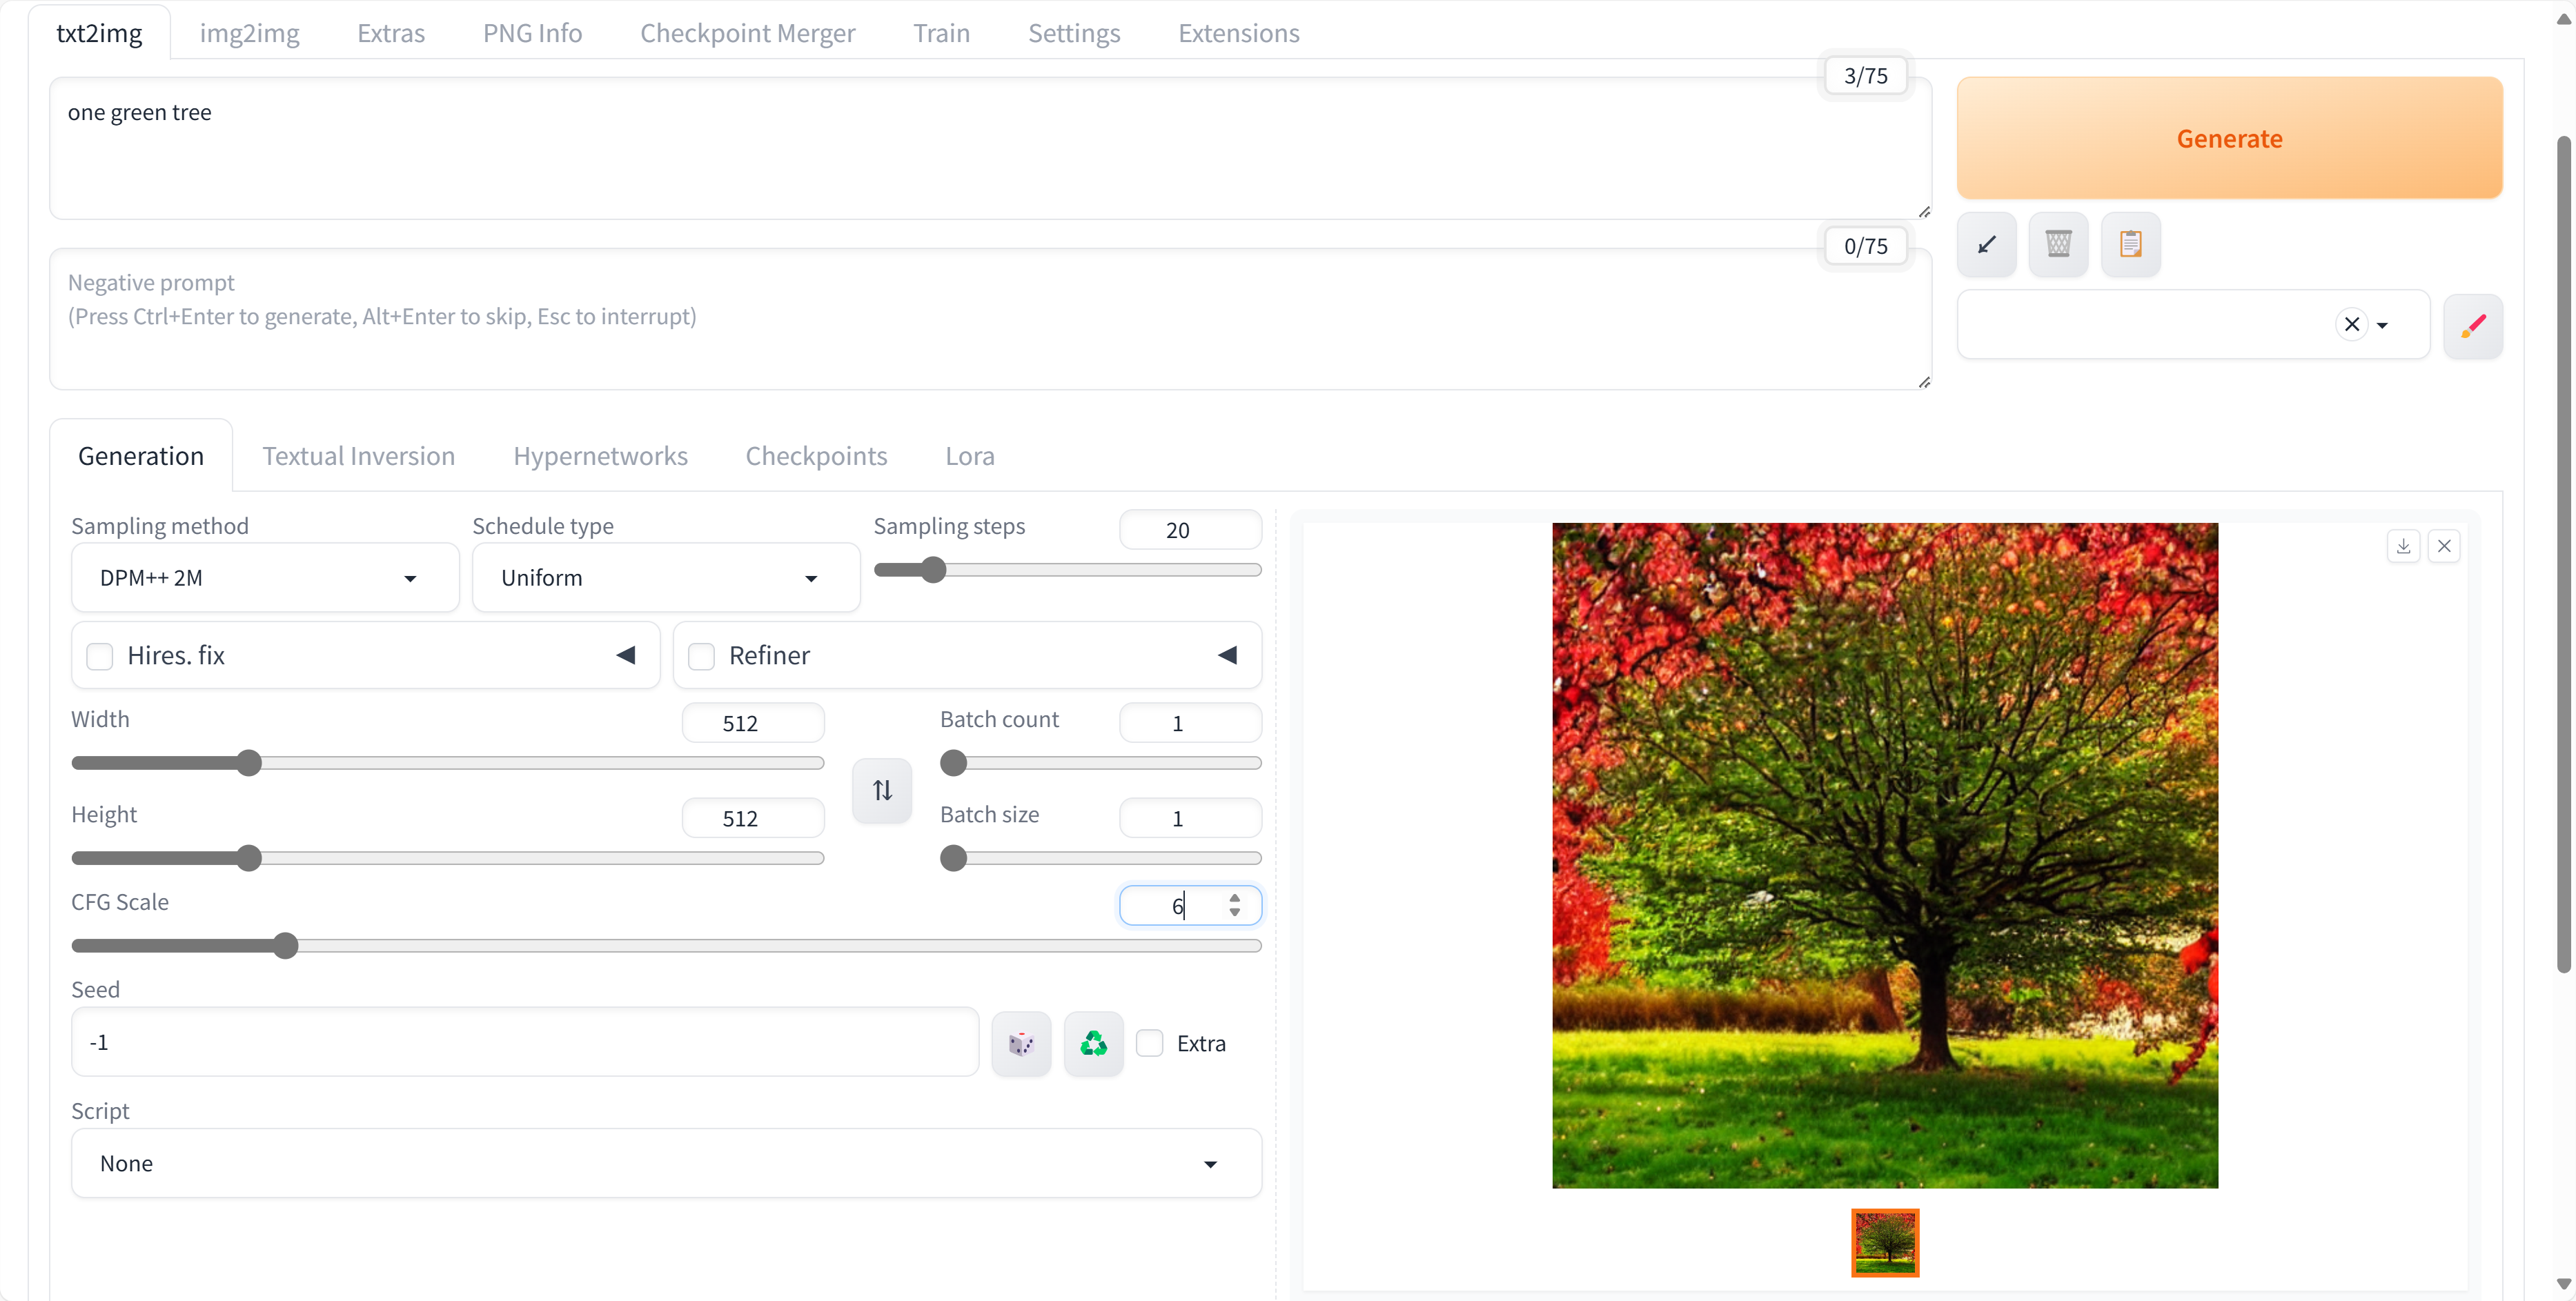 txt2img img2img Extras PNG Info Checkpoint Merger Train Settings Extensions
3/75
one green tree
Generate
0/75
Negative prompt
(Press Ctrl+Enter to generate, Alt+Enter to skip, Esc to interrupt)
Generation Textual Inversion Hypernetworks Checkpoints Lora
Sampling method Schedule type Sampling steps 20
DPM++ 2M Uniform
Hires. fix Refiner
Width 512 Batch count 1
Height 512 Batch size 1
CFG Scale 6
Seed
-1 Extra
Script
None